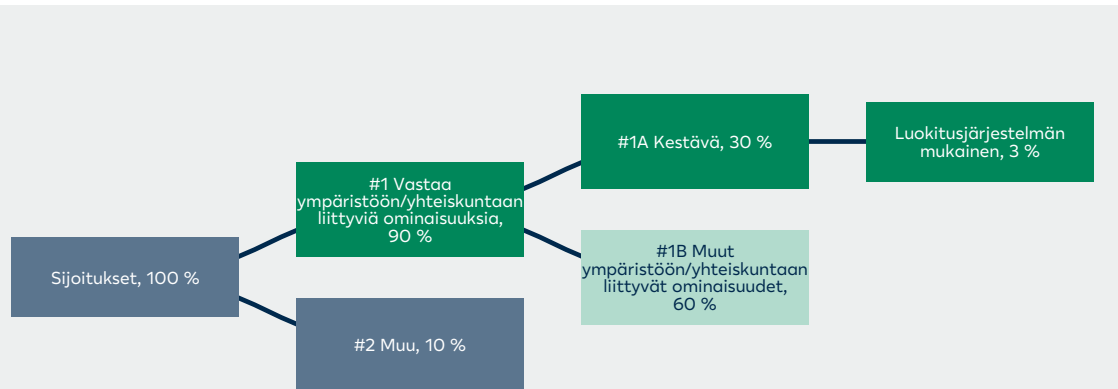 Sijoitukset, 100 %
#1 Vastaa
ympäristöön/yhteiskuntaan
liittyviä ominaisuuksia,
90 %
#2 Muu, 10 %
#1A Kestävä, 30 %
#1B Muut
ympäristöön/yhteiskuntaan
liittyvät ominaisuudet,
60 %
Luokitusjärjestelmän
mukainen, 3 %